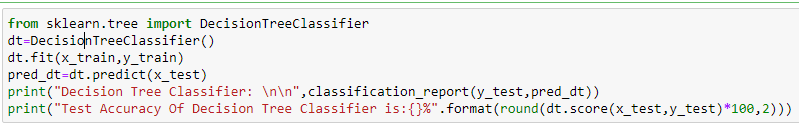 from sklearn.tree import DecisionTreeClassifier
dt=DecisionTreeClassifier()
dt.fit(x_train,y_train)
pred_dt=dt.predict(x_test)
print("Decision Tree Classifier: \n\n",classification_report(y_test,pred_dt))
print("Test Accuracy Of Decision Tree Classifier is:{}%".format(round(dt.score(x_test,y_test)*100,2)))